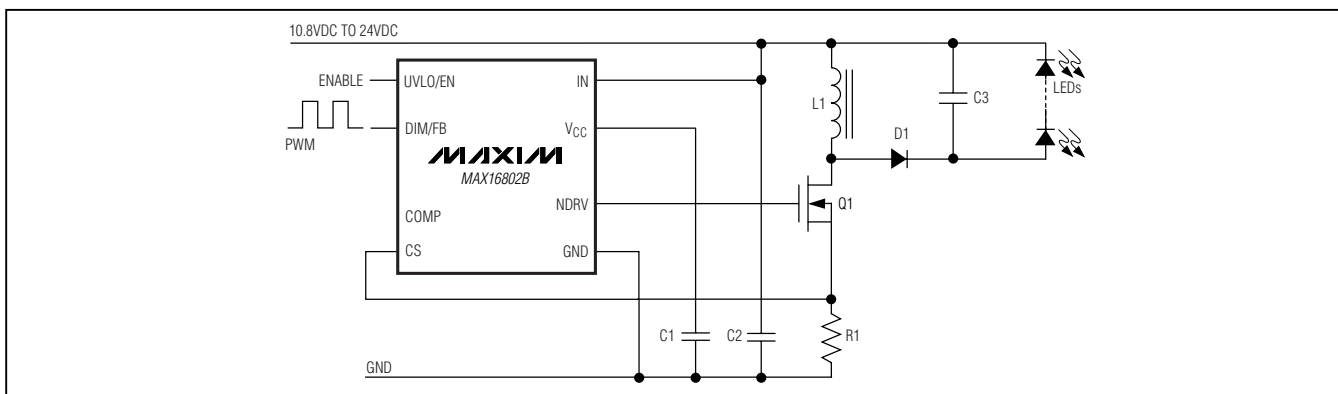 10.8VDC TO 24VDC
ENABLE
UVLO/EN
IN
PWM
DIM/FB
VCC
MAXIM
MAX16802B
COMP
NDRV
CS
GND
L1
C3
LEDs
D1
Q1
C1
C2
R1
GND